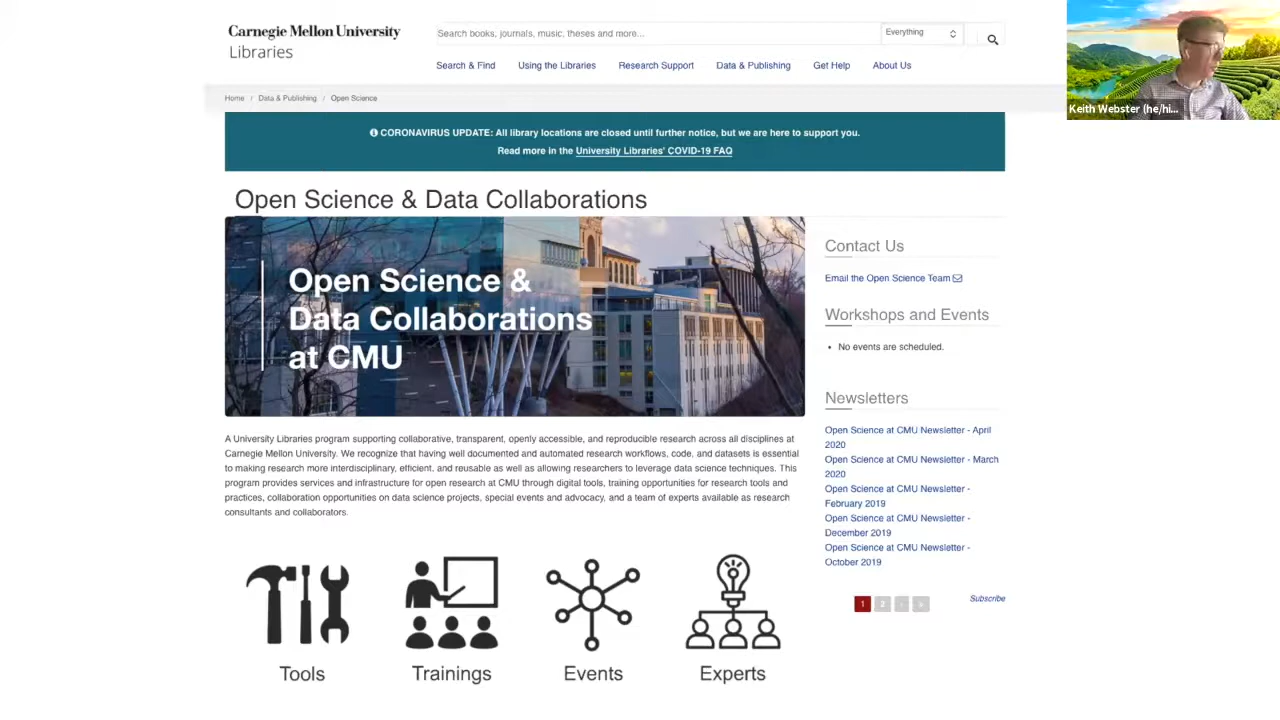 Carnegie Mellon University
Libraries
Search books, journals, music, theses and more...
Everything
Search & Find
Using the Libraries
Research Support
Data & Publishing
Get Help
About Us
Keith Webster (he/hi...
Home / Data & Publishing / Open Science
CORONAVIRUS UPDATE: All library locations are closed until further notice, but we are here to support you.
Read more in the University Libraries' COVID-19 FAQ
Open Science & Data Collaborations
Open Science &
Data Collaborations
at CMU
A University Libraries program supporting collaborative, transparent, openly accessible, and reproducible research across all disciplines at
Carnegie Mellon University. We recognize that having well documented and automated research workflows, code, and datasets is essential
to making research more interdisciplinary, efficient, and reusable as well as allowing researchers to leverage data science techniques. This
program provides services and infrastructure for open research at CMU through digital tools, training opportunities for research tools and
practices, collaboration opportunities on data science projects, special events and advocacy, and a team of experts available as research
consultants and collaborators.
Tools
Trainings
Events
Experts
Contact Us
Email the Open Science Team
Workshops and Events
• No events are scheduled.
Newsletters
Open Science at CMU Newsletter - April
2020
Open Science at CMU Newsletter - March
2020
Open Science at CMU Newsletter -
February 2019
Open Science at CMU Newsletter -
December 2019
Open Science at CMU Newsletter -
October 2019
1 2 › »
Subscribe